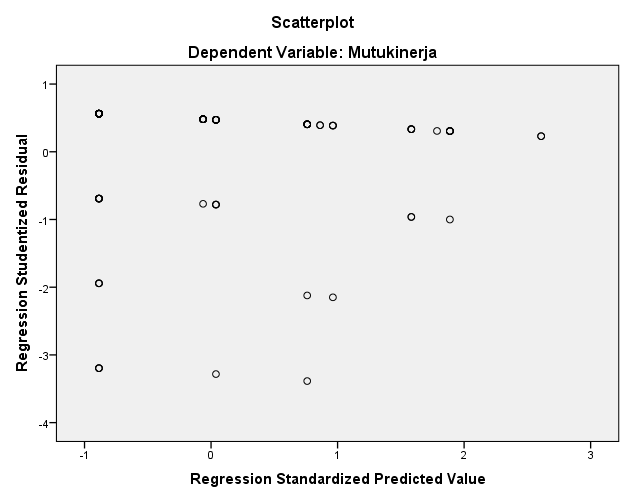 Scatterplot
Dependent Variable: Mutukinerja
Regression Studentized Residual
1
0
-1
-2
-3
-4
-1
0
1
2
3
Regression Standardized Predicted Value